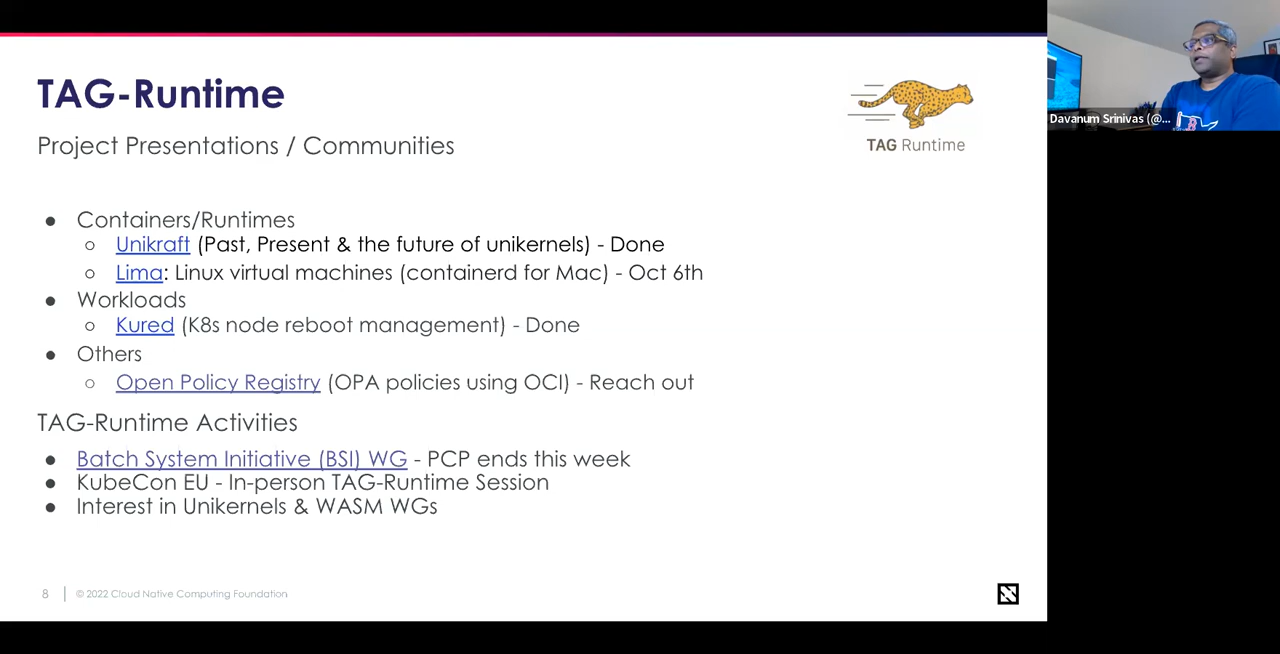 TAG-Runtime
Project Presentations / Communities
TAG Runtime
Davanum Srinivas (@...
● Containers/Runtimes
○ Unikraft (Past, Present & the future of unikernels) - Done
○ Lima: Linux virtual machines (containerd for Mac) - Oct 6th
● Workloads
○ Kured (K8s node reboot management) - Done
● Others
○ Open Policy Registry (OPA policies using OCI) - Reach out
TAG-Runtime Activities
● Batch System Initiative (BSI) WG - PCP ends this week
● KubeCon EU - In-person TAG-Runtime Session
● Interest in Unikernels & WASM WGs
8 | © 2022 Cloud Native Computing Foundation